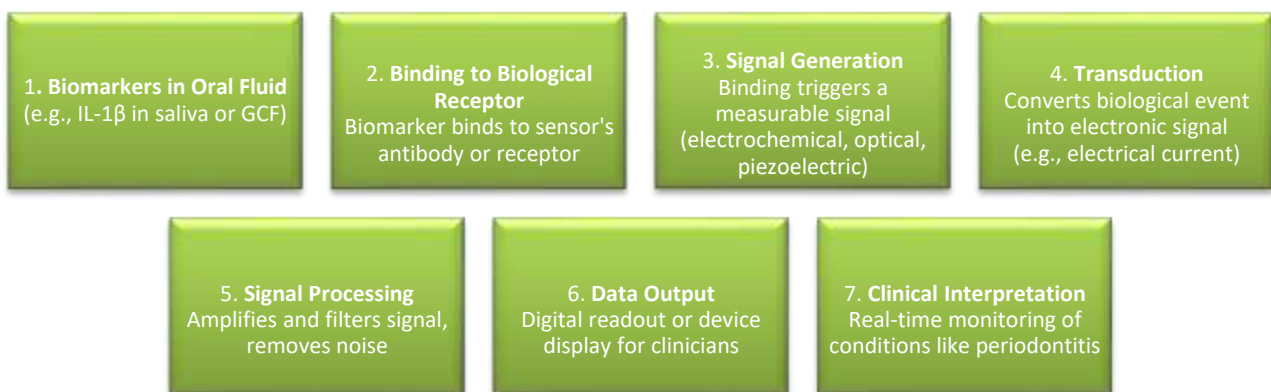 1. Biomarkers in Oral Fluid
(e.g., IL-1β in saliva or GCF)
2. Binding to Biological
Receptor
Biomarker binds to sensor's
antibody or receptor
3. Signal Generation
Binding triggers a
measurable signal
(electrochemical, optical,
piezoelectric)
4. Transduction
Converts biological event
into electronic signal
(e.g., electrical current)
5. Signal Processing
Amplifies and filters signal,
removes noise
6. Data Output
Digital readout or device
display for clinicians
7. Clinical Interpretation
Real-time monitoring of
conditions like periodontitis